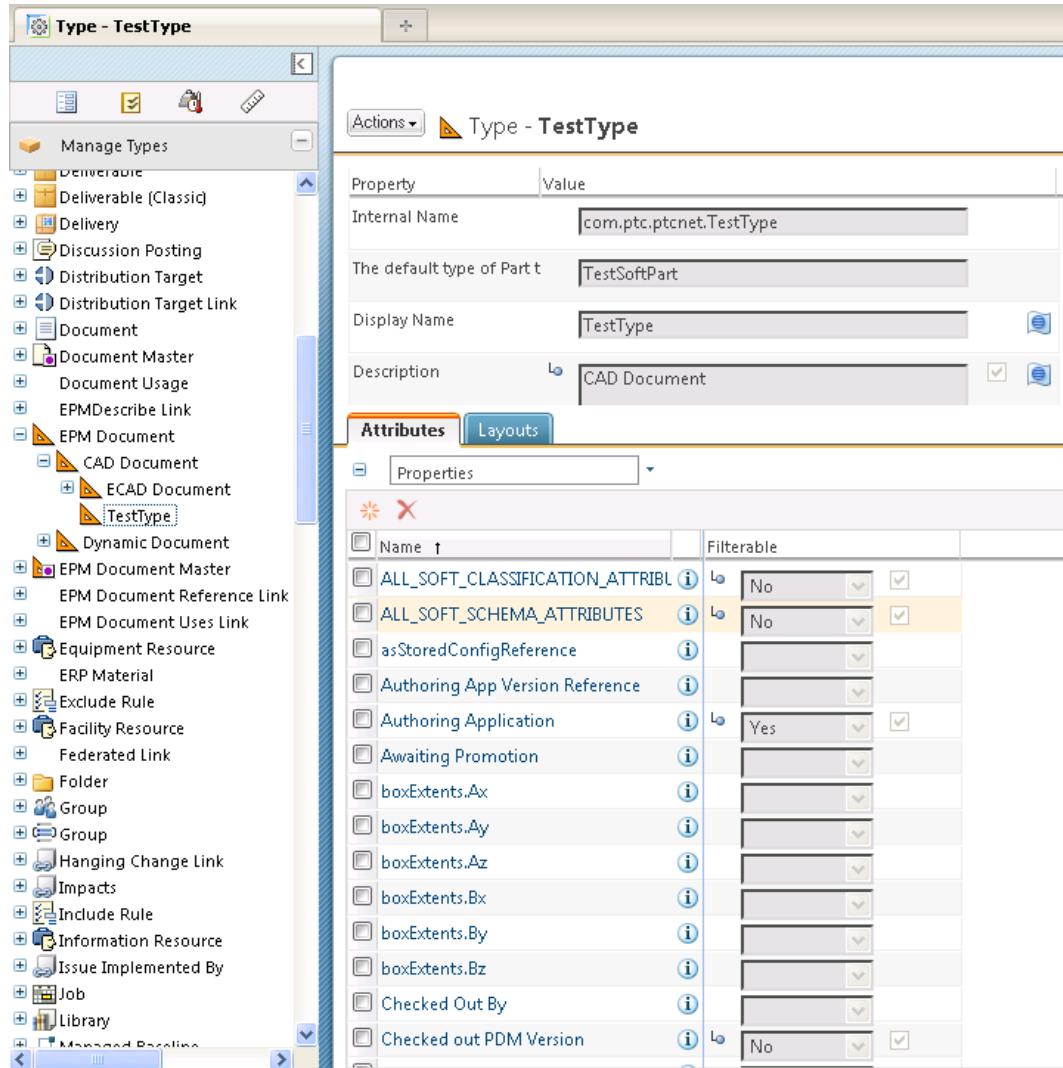 Type - TestType
Manage Types
Deliverable
Deliverable (Classic)
Delivery
Discussion Posting
Distribution Target
Distribution Target Link
Document
Document Master
Document Usage
EPMDescribe Link
EPM Document
CAD Document
ECAD Document
TestType
Dynamic Document
EPM Document Master
EPM Document Reference Link
EPM Document Uses Link
Equipment Resource
ERP Material
Exclude Rule
Facility Resource
Federated Link
Folder
Group
Group
Hanging Change Link
Impacts
Include Rule
Information Resource
Issue Implemented By
Job
Library
Managed Baseline
Actions
Type - TestType
Property Value
Internal Name com.ptc.ptcnet.TestType
The default type of Part t TestSoftPart
Display Name TestType
Description CAD Document
Attributes Layouts
Properties
Name Filterable
ALL_SOFT_CLASSIFICATION_ATTRIBU No
ALL_SOFT_SCHEMA_ATTRIBUTES No
asStoredConfigReference
Authoring App Version Reference
Authoring Application Yes
Awaiting Promotion
boxExtents.Ax
boxExtents.Ay
boxExtents.Az
boxExtents.Bx
boxExtents.By
boxExtents.Bz
Checked Out By
Checked out PDM Version No